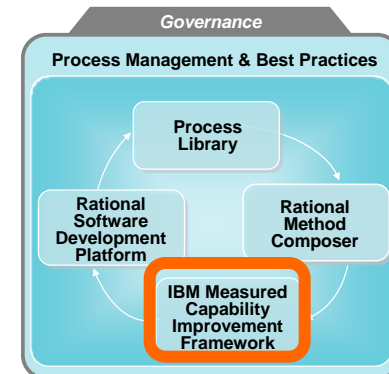 Governance
Process Management & Best Practices
Process
Library
Rational
Software
Development
Platform
Rational
Method
Composer
IBM Measured
Capability
Improvement
Framework